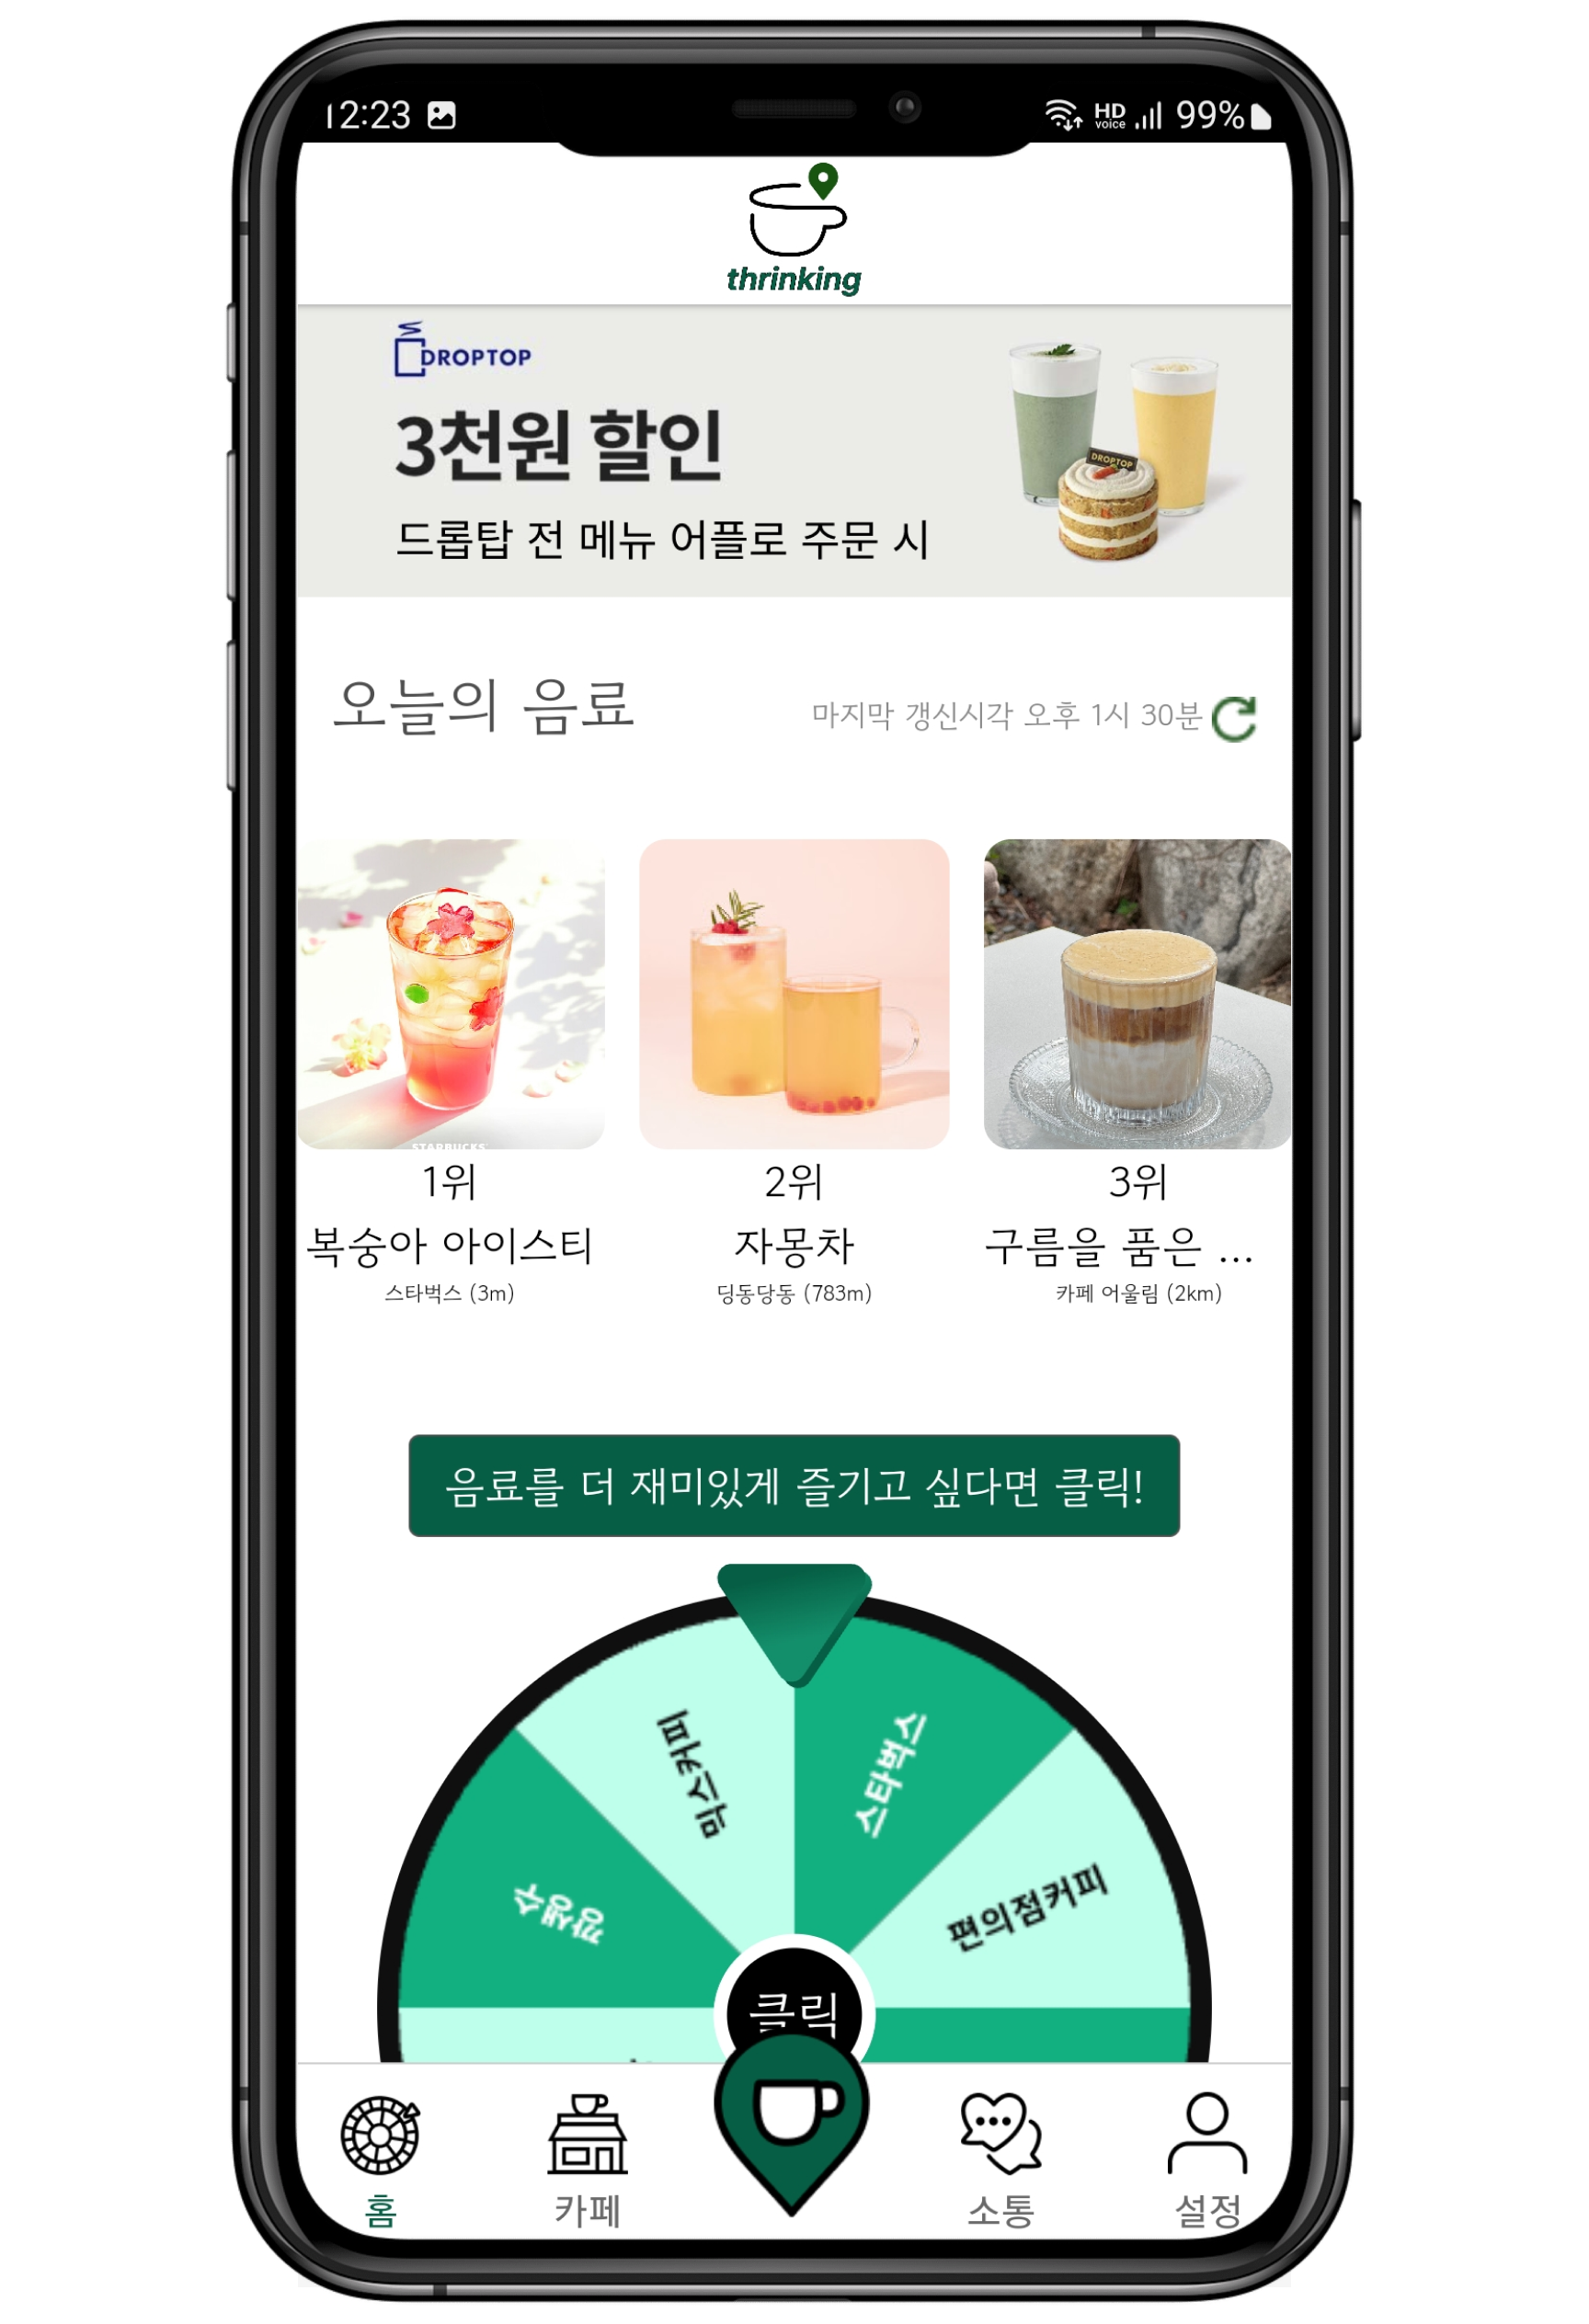 12:23 HD voice 99%
thrinking
DROPTOP
3천원 할인
드롭탑 전 메뉴 어플로 주문 시
DROPTOP
오늘의 음료
마지막 갱신시각 오후 1시 30분
STARBUCKS
1위
복숭아 아이스티
스타벅스 (3m)
2위
자몽차
딩동당동 (783m)
3위
구름을 품은 ...
카페 어울림 (2km)
음료를 더 재미있게 즐기고 싶다면 클릭!
믹스커피
스타벅스
깡생수
편의점커피
클릭
홈
카페
소통
설정